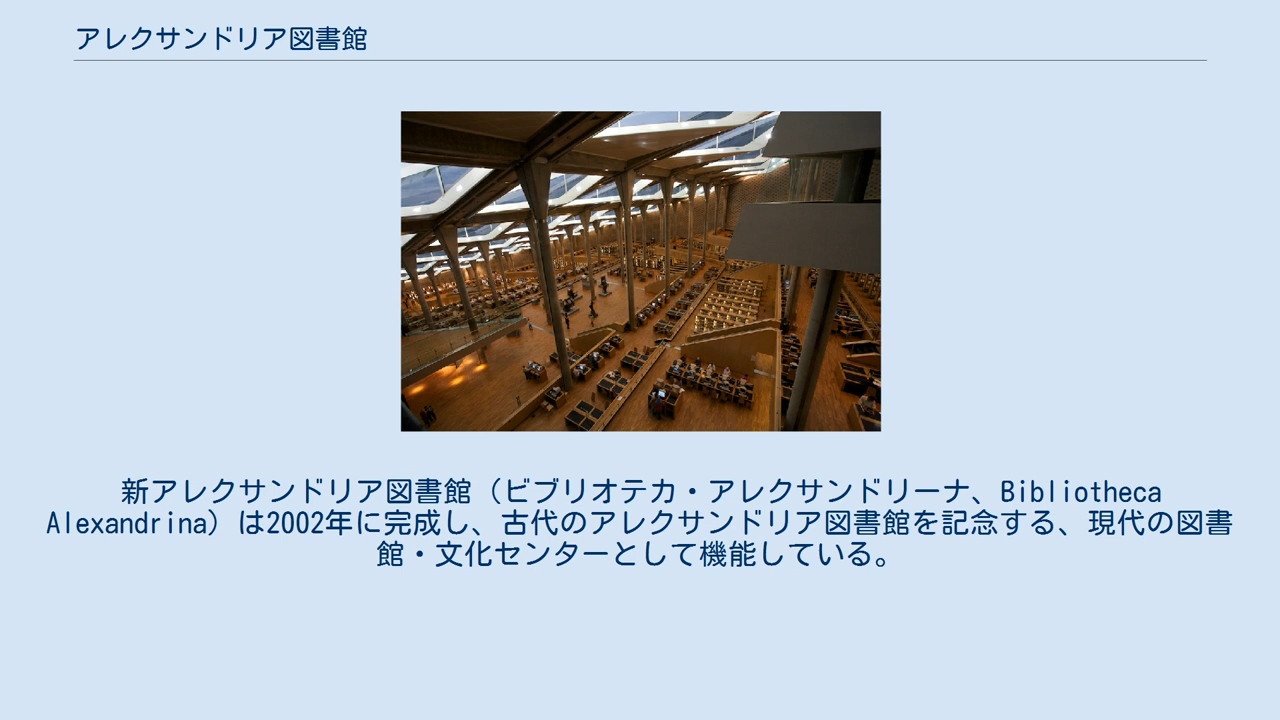 アレクサンドリア図書館
新アレクサンドリア図書館（ビブリオテカ・アレクサンドリーナ、Bibliotheca
Alexandrina）は2002年に完成し、古代のアレクサンドリア図書館を記念する、現代の図書
館・文化センターとして機能している。